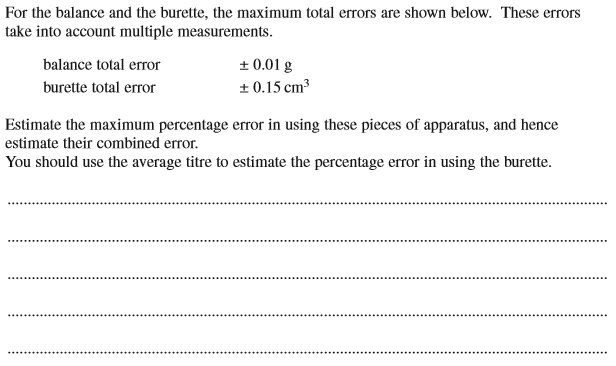 For the balance and the burette, the maximum total errors are shown below. These errors
take into account multiple measurements.
balance total error ± 0.01 g
burette total error ± 0.15 cm³
Estimate the maximum percentage error in using these pieces of apparatus, and hence
estimate their combined error.
You should use the average titre to estimate the percentage error in using the burette.